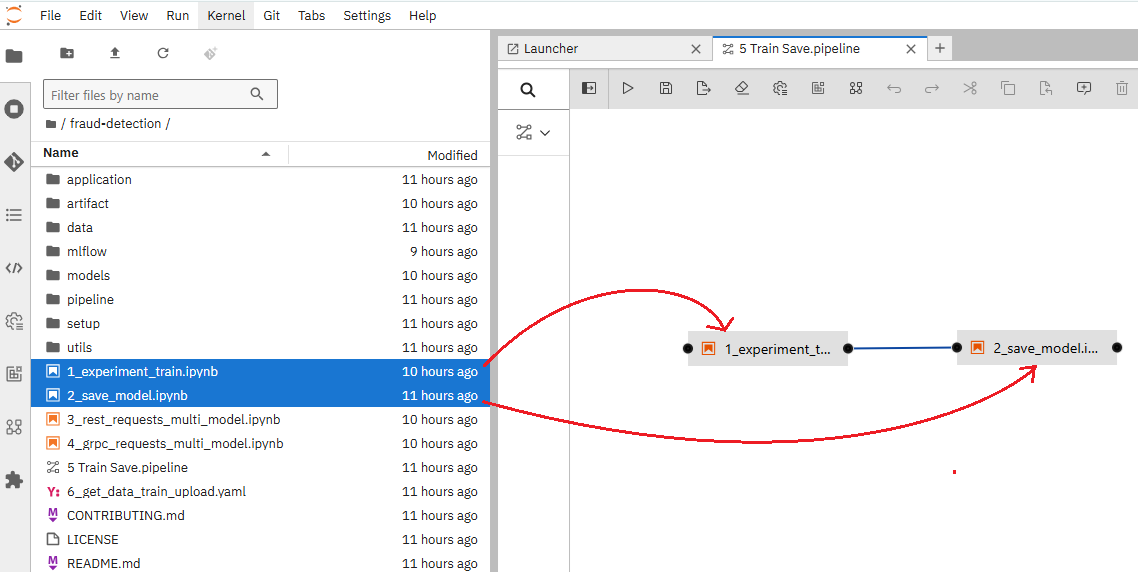 File Edit View Run Kernel Git Tabs Settings Help
Launcher
5 Train Save.pipeline
Filter files by name
/ fraud-detection /
Name Modified
application 11 hours ago
artifact 10 hours ago
data 11 hours ago
mlflow 9 hours ago
models 10 hours ago
pipeline 11 hours ago
setup 11 hours ago
utils 11 hours ago
1_experiment_train.ipynb 10 hours ago
2_save_model.ipynb 11 hours ago
3_rest_requests_multi_model.ipynb 10 hours ago
4_grpc_requests_multi_model.ipynb 10 hours ago
5 Train Save.pipeline 11 hours ago
Y: 6_get_data_train_upload.yaml 11 hours ago
M CONTRIBUTING.md 11 hours ago
LICENSE 11 hours ago
M README.md 11 hours ago
1_experiment_t...
2_save_model.i...